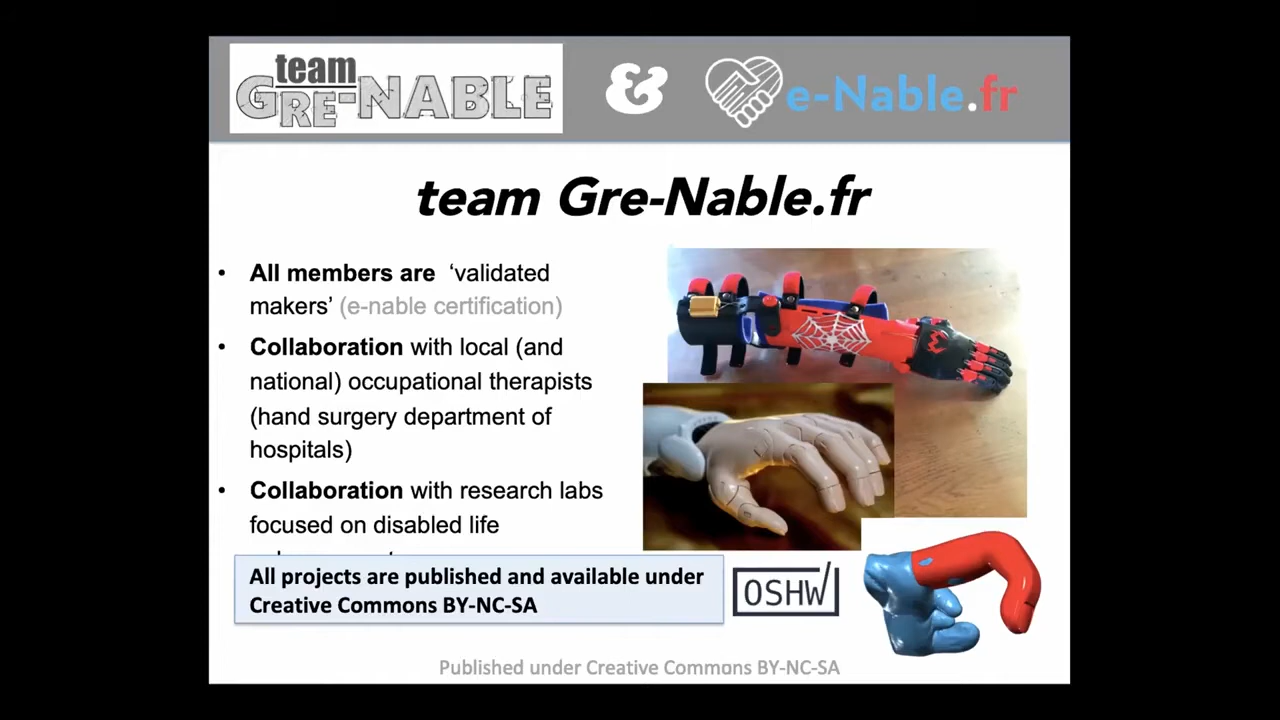 team
GRE-NABLE
&
e-Nable.fr
team Gre-Nable.fr
• All members are ‘validated
makers’ (e-nable certification)
• Collaboration with local (and
national) occupational therapists
(hand surgery department of
hospitals)
• Collaboration with research labs
focused on disabled life
All projects are published and available under
Creative Commons BY-NC-SA
OSHW
Published under Creative Commons BY-NC-SA